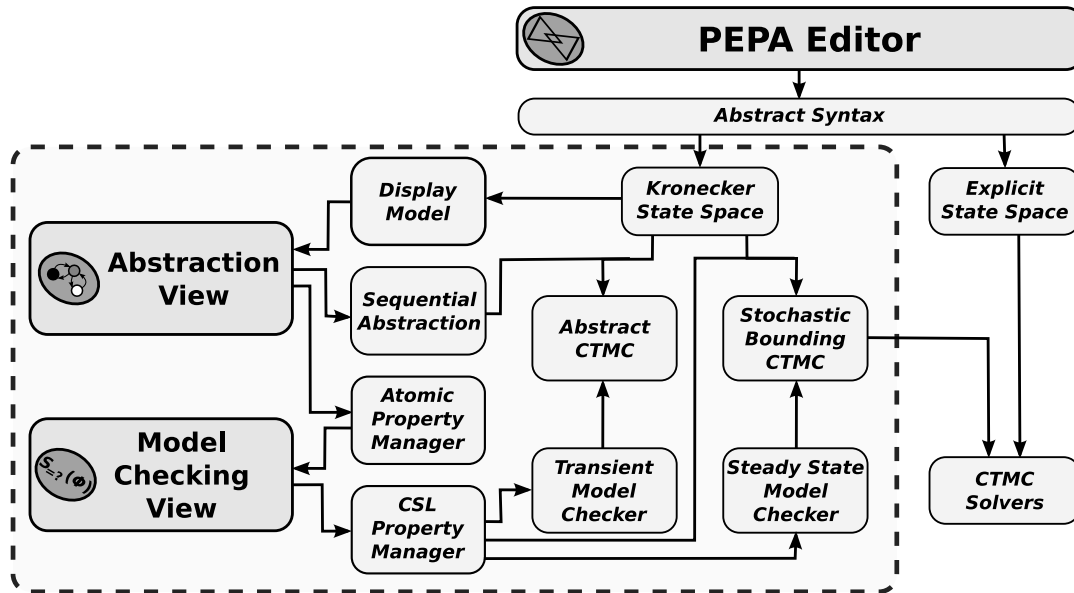 PEPA Editor
Abstract Syntax
Display
Model
Kronecker
State Space
Explicit
State Space
Abstraction
View
Sequential
Abstraction
Abstract
CTMC
Stochastic
Bounding
CTMC
Atomic
Property
Manager
Model
Checking
View
S=?(Φ)
CSL
Property
Manager
Transient
Model
Checker
Steady State
Model
Checker
CTMC
Solvers